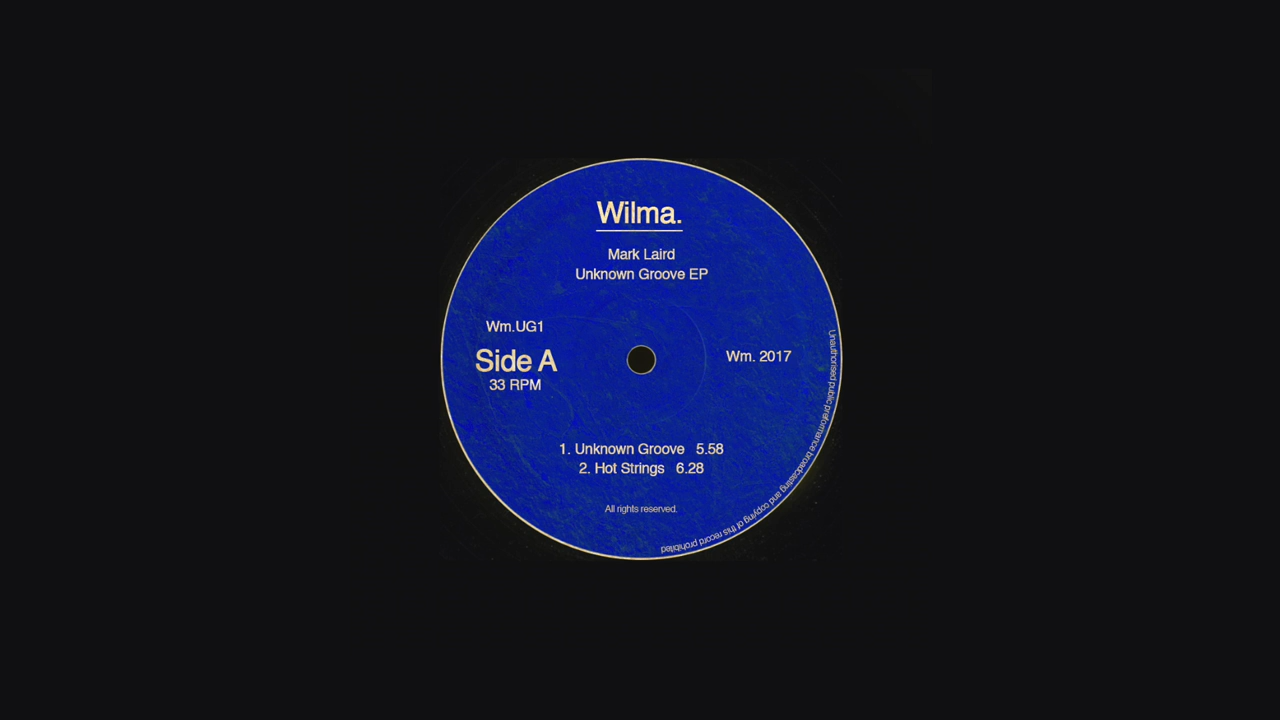 Wilma.
Mark Laird
Unknown Groove EP
Wm.UG1
Side A
33 RPM
Wm. 2017
1. Unknown Groove 5.58
2. Hot Strings 6.28
All rights reserved.
Unauthorised public preformance broadcasting and copying of this record prohibited